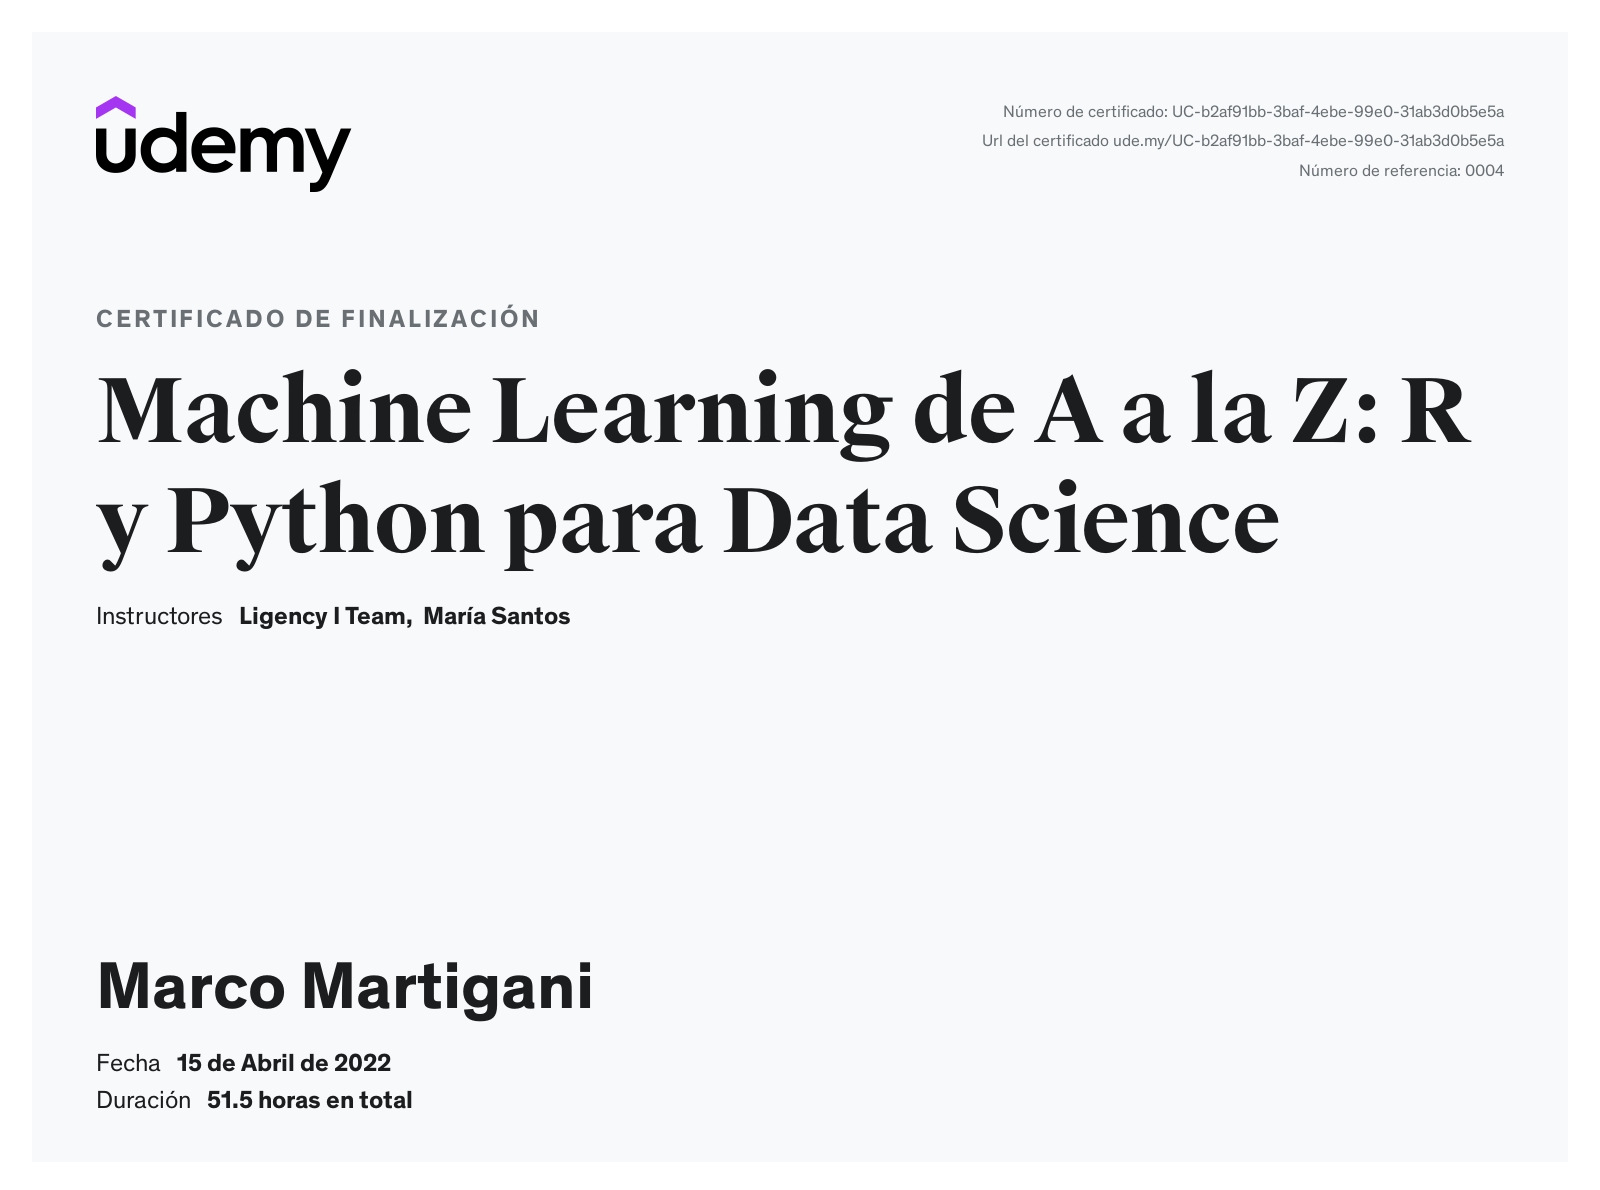 udemy
Número de certificado: UC-b2af91bb-3baf-4ebe-99e0-31ab3d0b5e5a
Url del certificado ude.my/UC-b2af91bb-3baf-4ebe-99e0-31ab3d0b5e5a
Número de referencia: 0004
CERTIFICADO DE FINALIZACIÓN
Machine Learning de A a la Z: R
y Python para Data Science
Instructores Ligency I Team, María Santos
Marco Martigani
Fecha 15 de Abril de 2022
Duración 51.5 horas en total